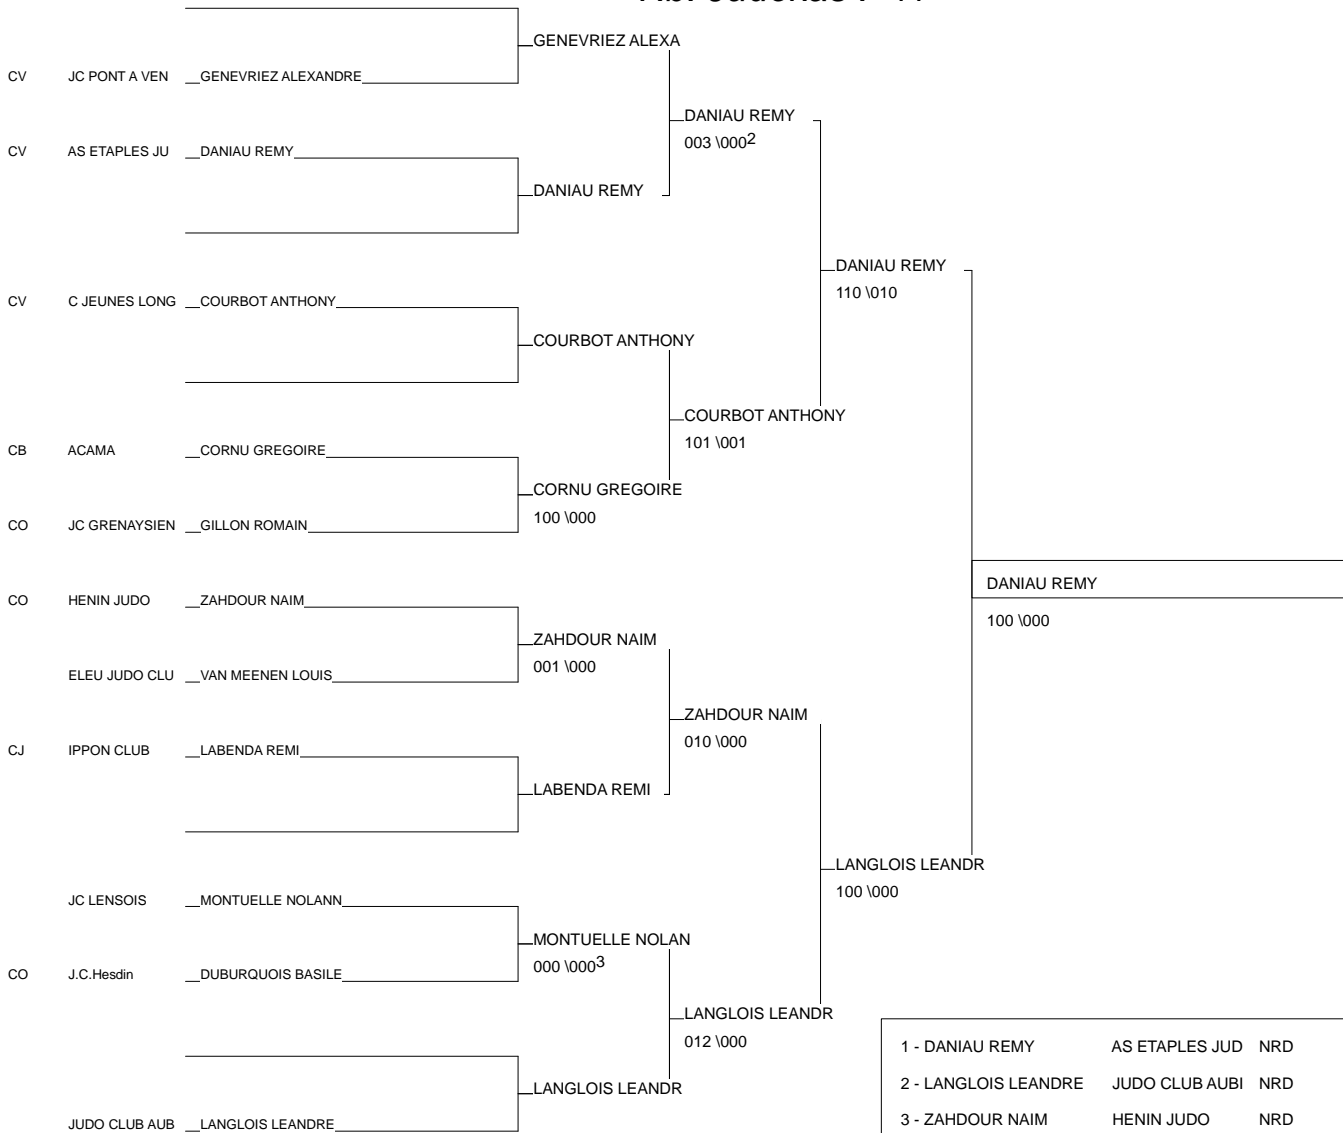 GENEVRIEZ ALEXA
CV JC PONT A VEN GENEVRIEZ ALEXANDRE
DANIAU REMY
003 \000²
CV AS ETAPLES JU DANIAU REMY
DANIAU REMY
DANIAU REMY
110 \010
CV C JEUNES LONG COURBOT ANTHONY
COURBOT ANTHONY
COURBOT ANTHONY
101 \001
CB ACAMA CORNU GREGOIRE
CORNU GREGOIRE
100 \000
CO JC GRENAYSIEN GILLON ROMAIN
DANIAU REMY
100 \000
CO HENIN JUDO ZAHDOUR NAIM
ZAHDOUR NAIM
001 \000
ELEU JUDO CLU VAN MEENEN LOUIS
ZAHDOUR NAIM
010 \000
CJ IPPON CLUB LABENDA REMI
LABENDA REMI
LANGLOIS LEANDR
100 \000
JC LENSOIS MONTUELLE NOLANN
MONTUELLE NOLAN
000 \000³
CO J.C.Hesdin DUBURQUOIS BASILE
LANGLOIS LEANDR
012 \000
LANGLOIS LEANDR
JUDO CLUB AUB LANGLOIS LEANDRE
1 - DANIAU REMY AS ETAPLES JUD NRD
2 - LANGLOIS LEANDRE JUDO CLUB AUBI NRD
3 - ZAHDOUR NAIM HENIN JUDO NRD